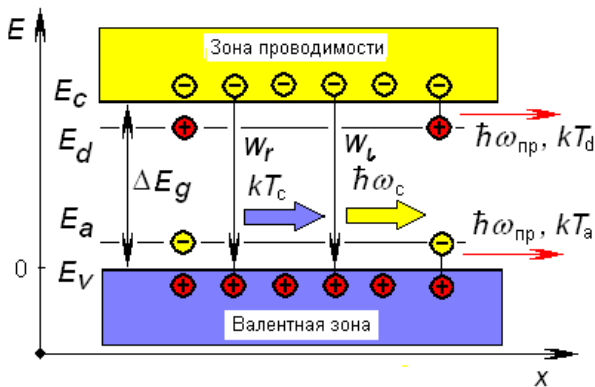 E
Зона проводимости
E_c
E_d
ħω_пр, kT_d
W_r
W_ι
ΔE_g
kT_c
ħω_c
E_a
ħω_пр, kT_a
0
E_v
Валентная зона
x